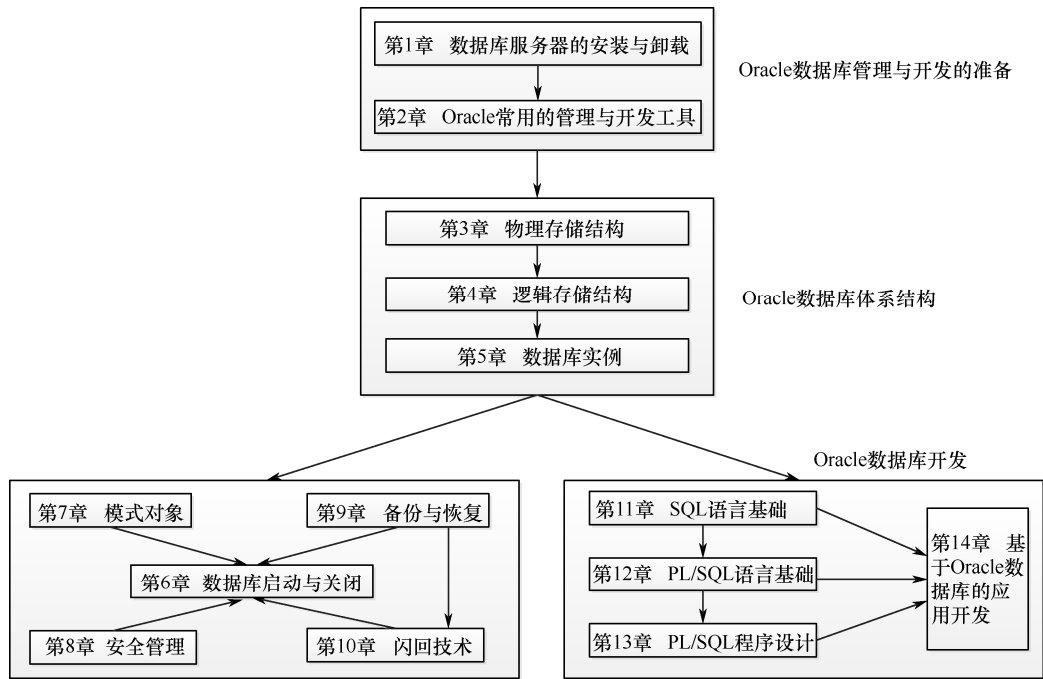 第1章 数据库服务器的安装与卸载
Oracle数据库管理与开发的准备
第2章 Oracle常用的管理与开发工具
第3章 物理存储结构
第4章 逻辑存储结构
Oracle数据库体系结构
第5章 数据库实例
Oracle数据库开发
第7章 模式对象
第9章 备份与恢复
第6章 数据库启动与关闭
第8章 安全管理
第10章 闪回技术
第11章 SQL语言基础
第12章 PL/SQL语言基础
第13章 PL/SQL程序设计
第14章 基
于Oracle数
据库的应
用开发